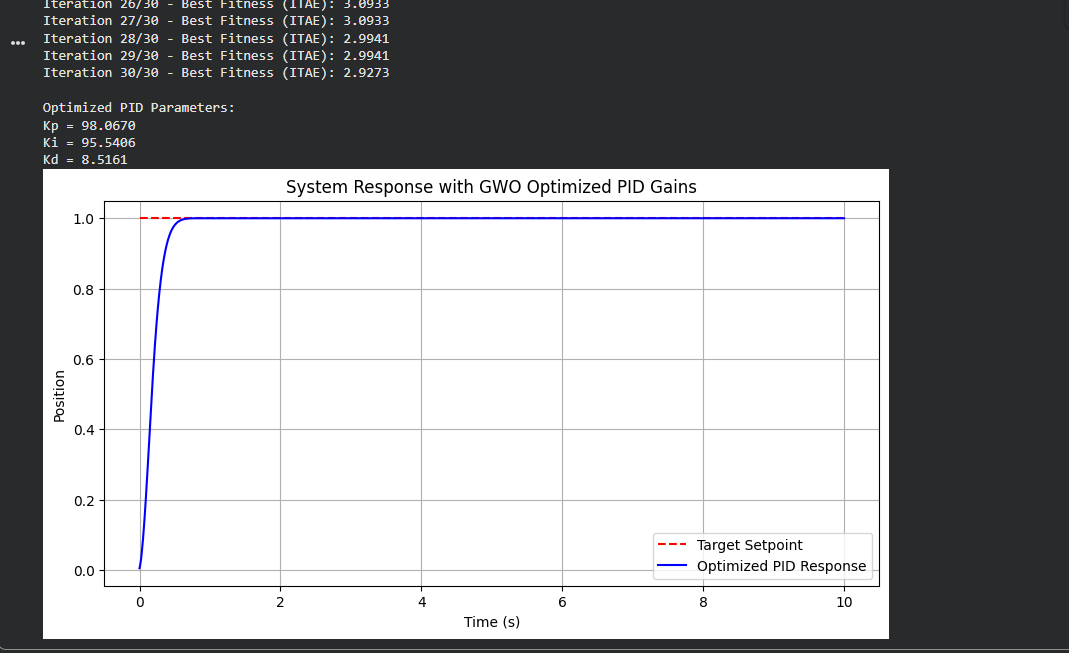 Iteration 26/30 - Best Fitness (ITAE): 3.0933
Iteration 27/30 - Best Fitness (ITAE): 3.0933
Iteration 28/30 - Best Fitness (ITAE): 2.9941
Iteration 29/30 - Best Fitness (ITAE): 2.9941
Iteration 30/30 - Best Fitness (ITAE): 2.9273
Optimized PID Parameters:
Kp = 98.0670
Ki = 95.5406
Kd = 8.5161
System Response with GWO Optimized PID Gains
1.0
0.8
0.6
0.4
0.2
0.0
Position
0 2 4 6 8 10
Time (s)
Target Setpoint
Optimized PID Response